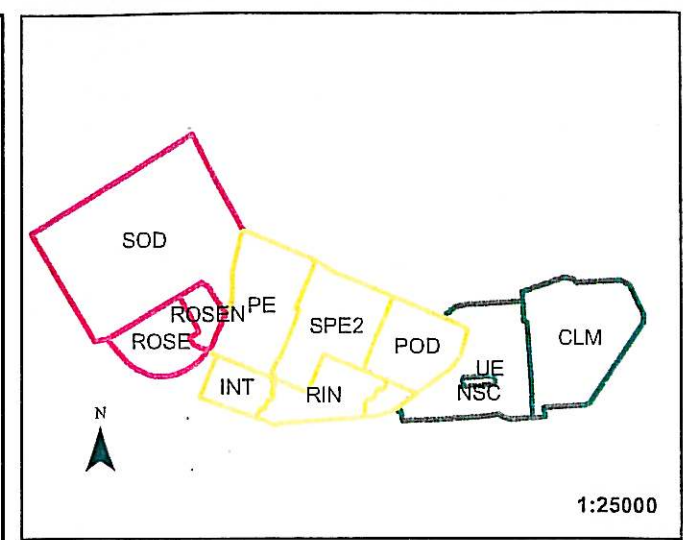 SOD
ROSEN
PE
ROSE
SPE2
POD
CLM
UE
INT
RIN
NSC
N
1:25000